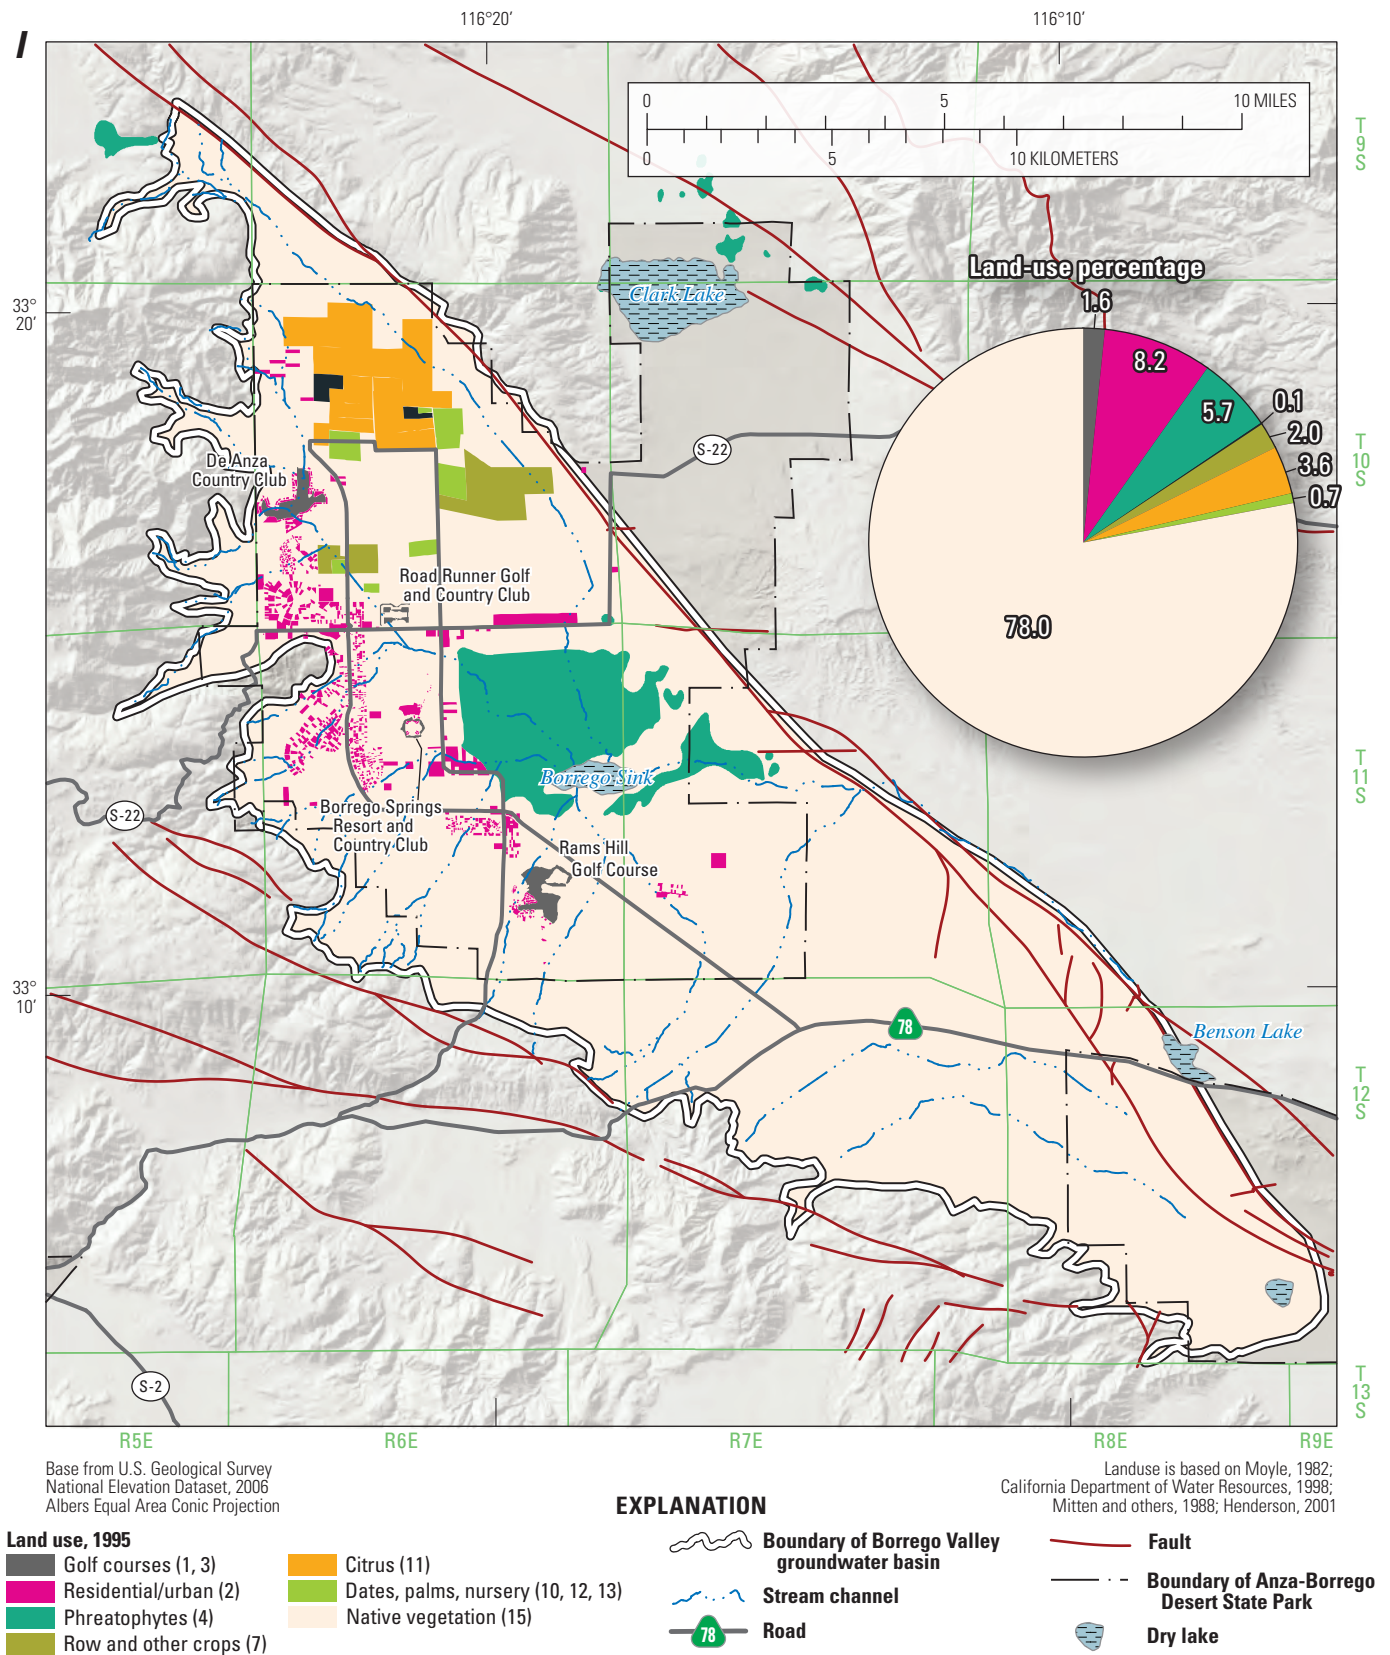 I
116°20′
116°10′
0
5
10 MILES
0
5
10 KILOMETERS
T
9
S
Land-use percentage
1.6
8.2
5.7
0.1
2.0
3.6
0.7
78.0
33°
20′
Clark Lake
S-22
T
10
S
De Anza
Country Club
Road Runner Golf
and Country Club
Borrego Sink
T
11
S
S-22
Borrego Springs
Resort and
Country Club
Rams Hill
Golf Course
33°
10′
78
Benson Lake
T
12
S
S-2
T
13
S
R5E
R6E
R7E
R8E
R9E
Base from U.S. Geological Survey
National Elevation Dataset, 2006
Albers Equal Area Conic Projection
Landuse is based on Moyle, 1982;
California Department of Water Resources, 1998;
Mitten and others, 1988; Henderson, 2001
EXPLANATION
Land use, 1995
Golf courses (1, 3)
Residential/urban (2)
Phreatophytes (4)
Row and other crops (7)
Citrus (11)
Dates, palms, nursery (10, 12, 13)
Native vegetation (15)
Boundary of Borrego Valley
groundwater basin
Stream channel
78
Road
Fault
Boundary of Anza-Borrego
Desert State Park
Dry lake